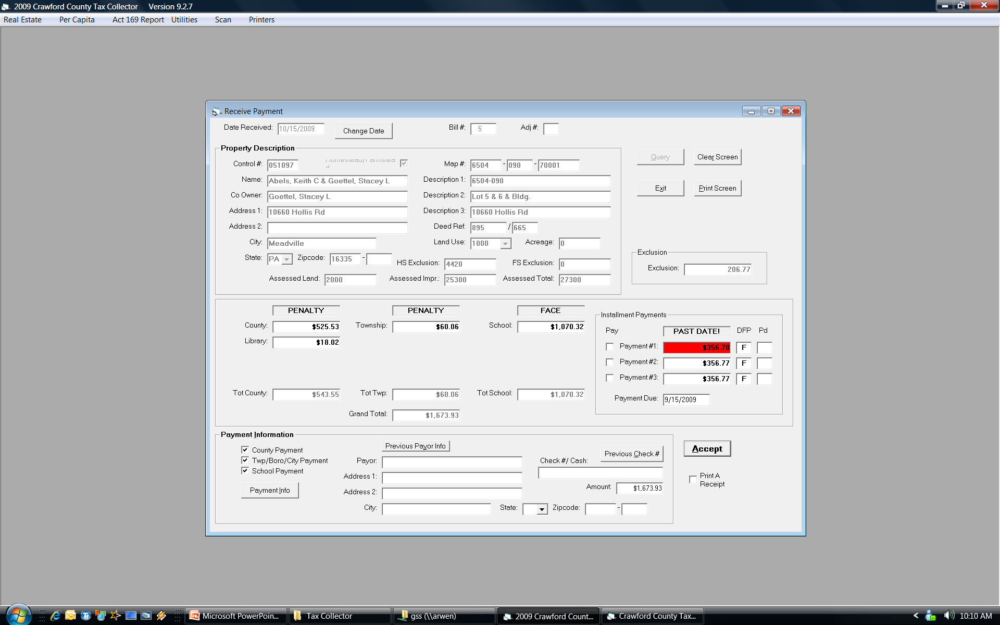 2009 Crawford County Tax Collector Version 9.2.7
Real Estate Per Capita Act 169 Report Utilities Scan Printers
Receive Payment
Date Received: 10/15/2009 Change Date Bill #: 5 Adj #:
Property Description
Control #: 051097 Homestead/Farmstead Map #: 6504 - 090 - 70001 Query Clear Screen
Name: Abels, Keith C & Goettel, Stacey L Description 1: 6504-090
Co Owner: Goettel, Stacey L Description 2: Lot 5 & 6 & Bldg. Exit Print Screen
Address 1: 10660 Hollis Rd Description 3: 10660 Hollis Rd
Address 2: Deed Ref: 895 / 665
City: Meadville Land Use: 1000 Acreage: 0
State: PA Zipcode: 16335 - HS Exclusion: 4420 FS Exclusion: 0
Exclusion
Exclusion: 206.77
Assessed Land: 2000 Assessed Impr.: 25300 Assessed Total: 27300
PENALTY PENALTY FACE
Installment Payments
County: $525.53 Township: $60.06 School: $1,070.32
Pay PAST DATE! DFP Pd
Library: $18.02
Payment #1: $356.78 F
Payment #2: $356.77 F
Payment #3: $356.77 F
Tot County: $543.55 Tot Twp: $60.06 Tot School: $1,070.32
Payment Due: 9/15/2009
Grand Total: $1,673.93
Payment Information
County Payment
Twp/Boro/City Payment
School Payment
Payment Info
Previous Payor Info
Payor:
Address 1:
Address 2:
City: State: Zipcode: -
Check #/ Cash: Previous Check #
Amount: $1,673.93
Accept
Print A
Receipt
Microsoft PowerPoin... Tax Collector gss (\\arwen) 2009 Crawford Count... Crawford County Tax... < 10:10 AM